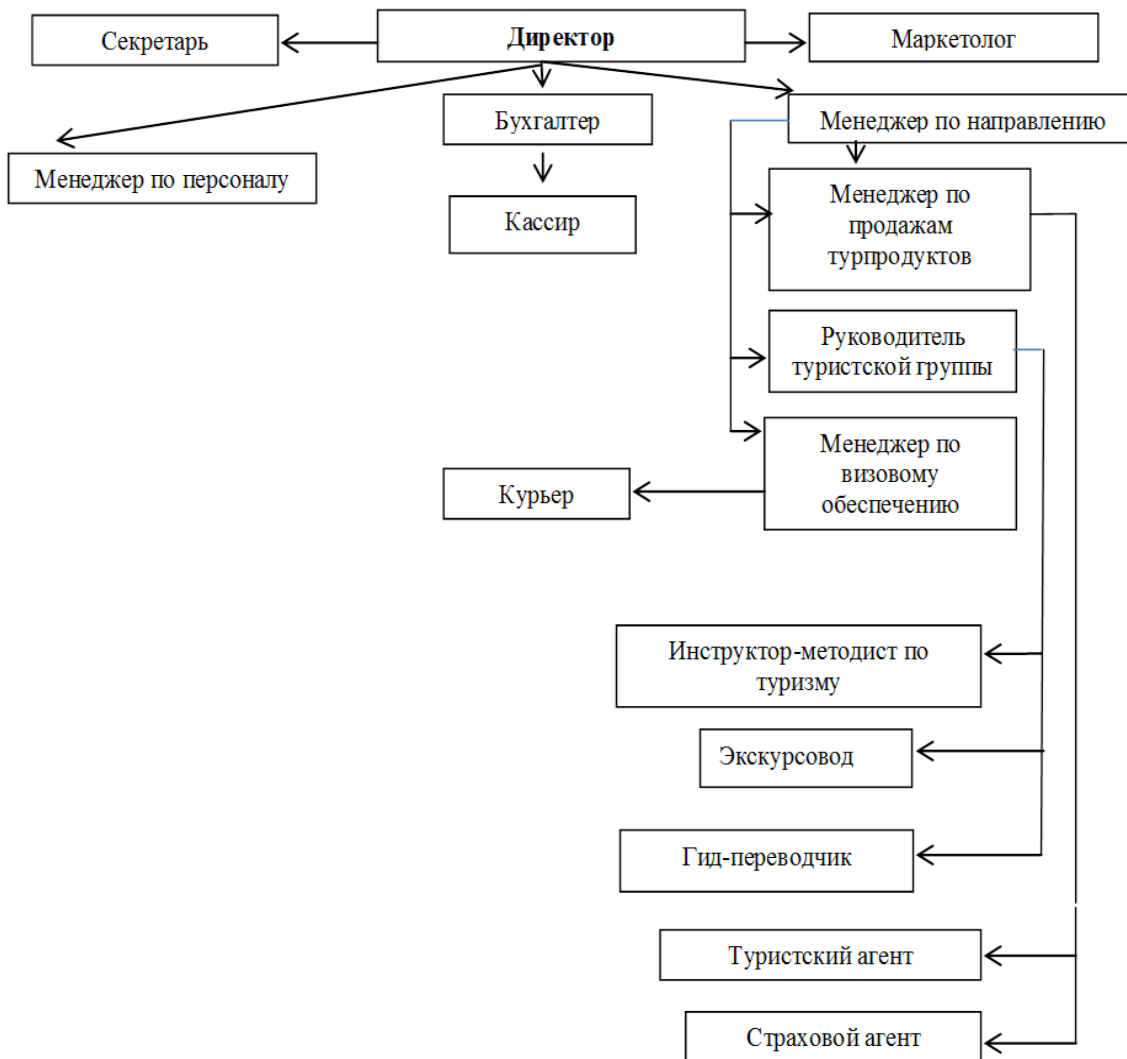 Секретарь
Директор
Маркетолог
Бухгалтер
Менеджер по направлению
Менеджер по персоналу
Кассир
Менеджер по
продажам
турпродуктов
Руководитель
туристской группы
Менеджер по
визовому
обеспечению
Курьер
Инструктор-методист по
туризму
Экскурсовод
Гид-переводчик
Туристский агент
Страховой агент